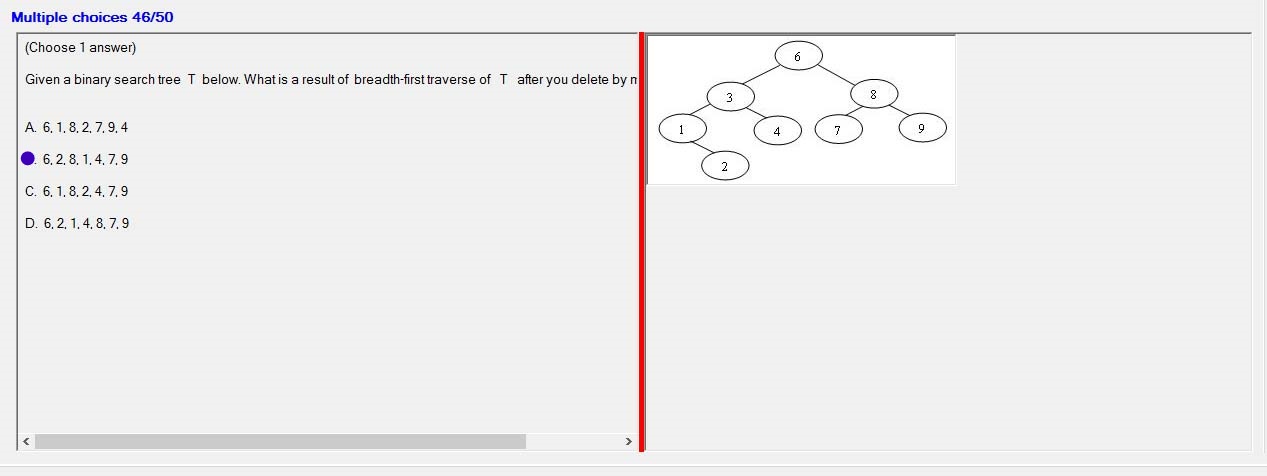 Multiple choices 46/50
(Choose 1 answer)
Given a binary search tree T below. What is a result of breadth-first traverse of T after you delete by
A. 6, 1, 8, 2, 7, 9, 4
. 6, 2, 8, 1, 4, 7, 9
C. 6, 1, 8, 2, 4, 7, 9
D. 6, 2, 1, 4, 8, 7, 9
6
3 8
1 4 7 9
2